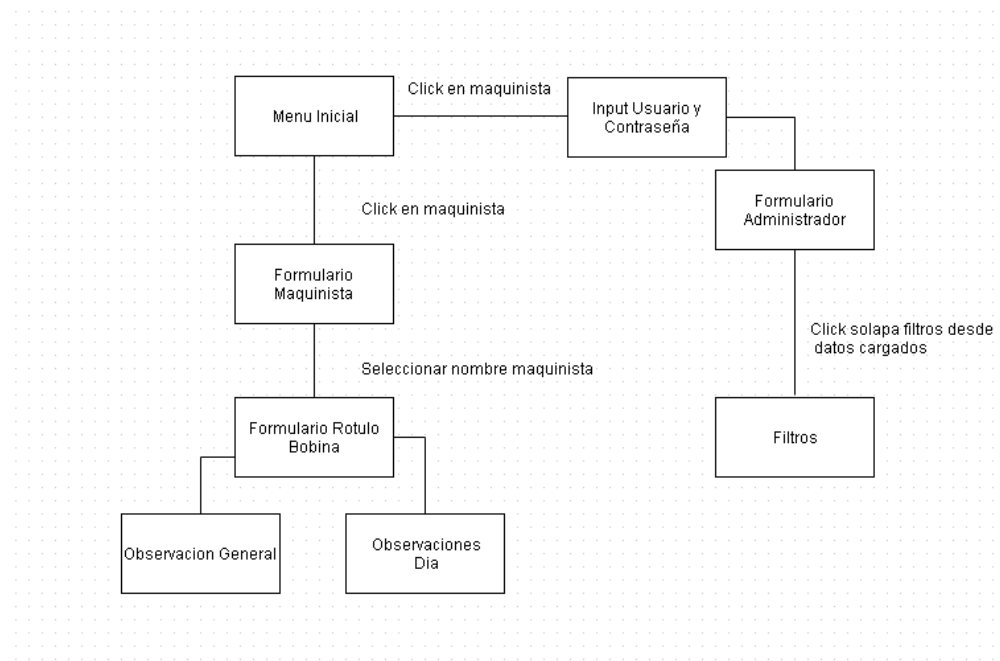 Click en maquinista
Menu Inicial
Input Usuario y
Contraseña
Formulario
Administrador
Click en maquinista
Formulario
Maquinista
Click solapa filtros desde
datos cargados
Seleccionar nombre maquinista
Formulario Rotulo
Bobina
Filtros
Observacion General
Observaciones
Dia